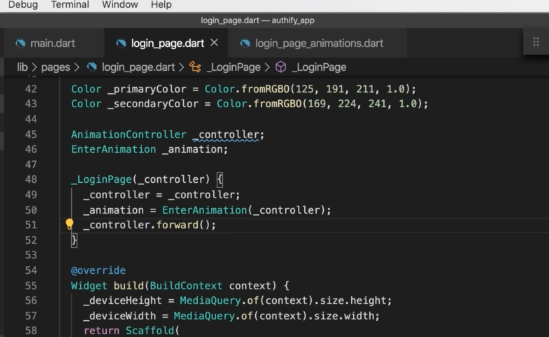 Debug Terminal Window Help
login_page.dart — authify_app
main.dart login_page.dart × login_page_animations.dart
lib > pages > login_page.dart > _LoginPage > _LoginPage
42 Color _primaryColor = Color.fromRGBO(125, 191, 211, 1.0);
43 Color _secondaryColor = Color.fromRGBO(169, 224, 241, 1.0);
44
45 AnimationController _controller;
46 EnterAnimation _animation;
47
48 _LoginPage(_controller) {
49 _controller = _controller;
50 _animation = EnterAnimation(_controller);
51 _controller.forward();
52 }
53
54 @override
55 Widget build(BuildContext context) {
56 _deviceHeight = MediaQuery.of(context).size.height;
57 _deviceWidth = MediaQuery.of(context).size.width;
58 return Scaffold(